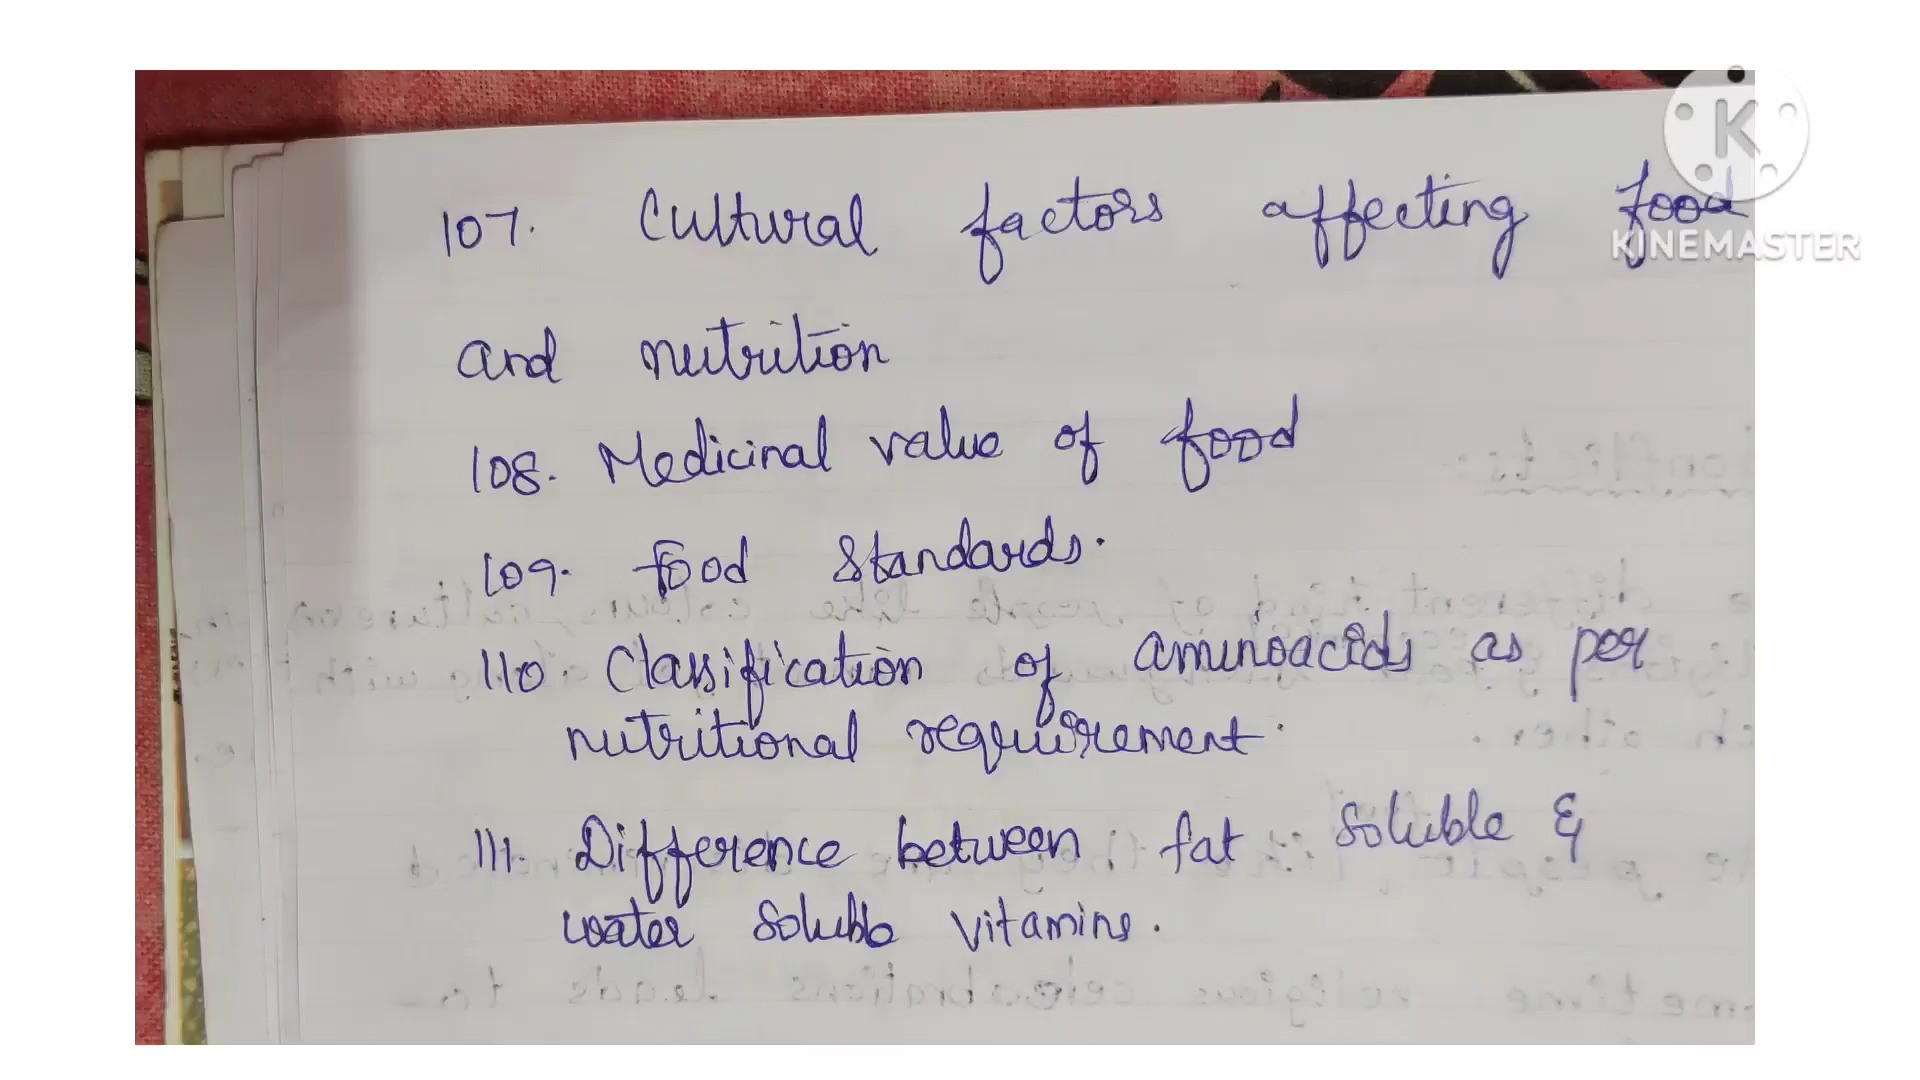 107. Cultural factors affecting food
KINEMASTER
and nutrition
108. Medicinal value of food
109. Food Standards.
110. Classification of aminoacids as per
nutritional requirement.
111. Difference between fat soluble &
water soluble vitamins.